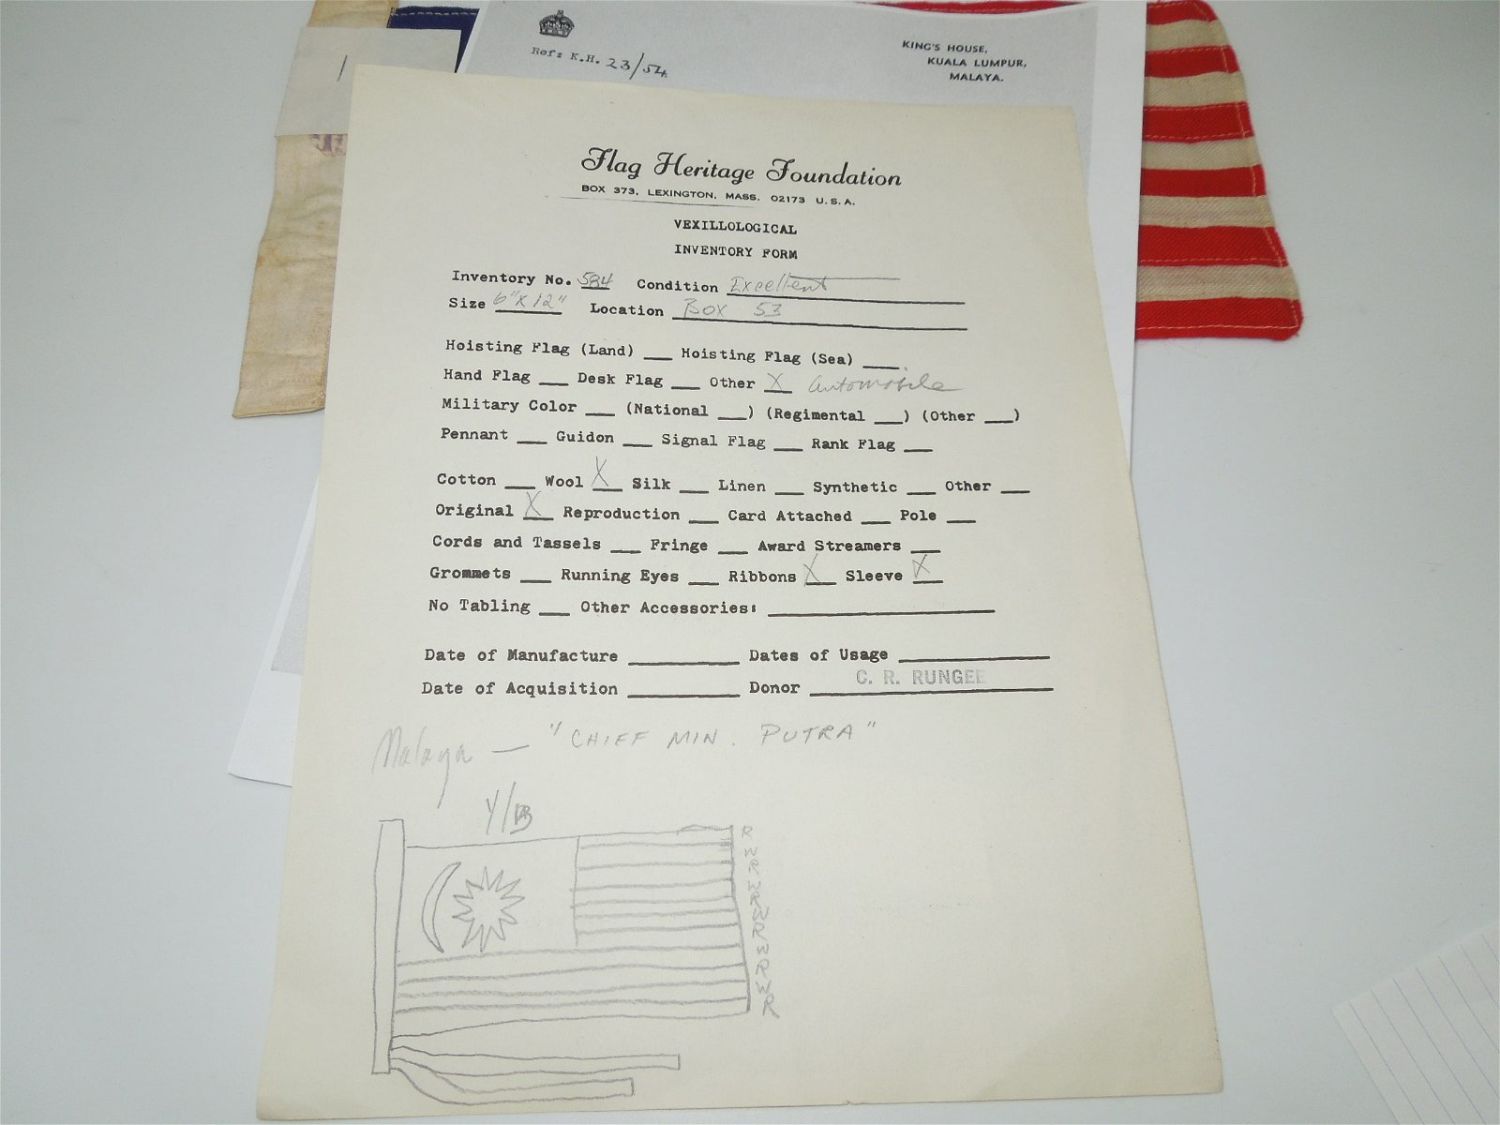 Ref: K.H. 23/54
KING'S HOUSE,
KUALA LUMPUR,
MALAYA.
Flag Heritage Foundation
BOX 373, LEXINGTON, MASS. 02173 U.S.A.
VEXILLOLOGICAL
INVENTORY FORM
Inventory No. 584 Condition Excellent
Size 6" x 12" Location Box 53
Hoisting Flag (Land) ___ Hoisting Flag (Sea) ___
Hand Flag ___ Desk Flag ___ Other X Automobile
Military Color ___ (National ___) (Regimental ___) (Other ___)
Pennant ___ Guidon ___ Signal Flag ___ Rank Flag ___
Cotton ___ Wool X Silk ___ Linen ___ Synthetic ___ Other ___
Original X Reproduction ___ Card Attached ___ Pole ___
Cords and Tassels ___ Fringe ___ Award Streamers ___
Grommets ___ Running Eyes ___ Ribbons X Sleeve X
No Tabling ___ Other Accessories: ___
Date of Manufacture ___ Dates of Usage ___
Date of Acquisition ___ Donor C. R. RUNGEE
Malaya — "CHIEF MIN. PUTRA"
Y/B
R
W
R
W
R
W
R
W
R
W
R